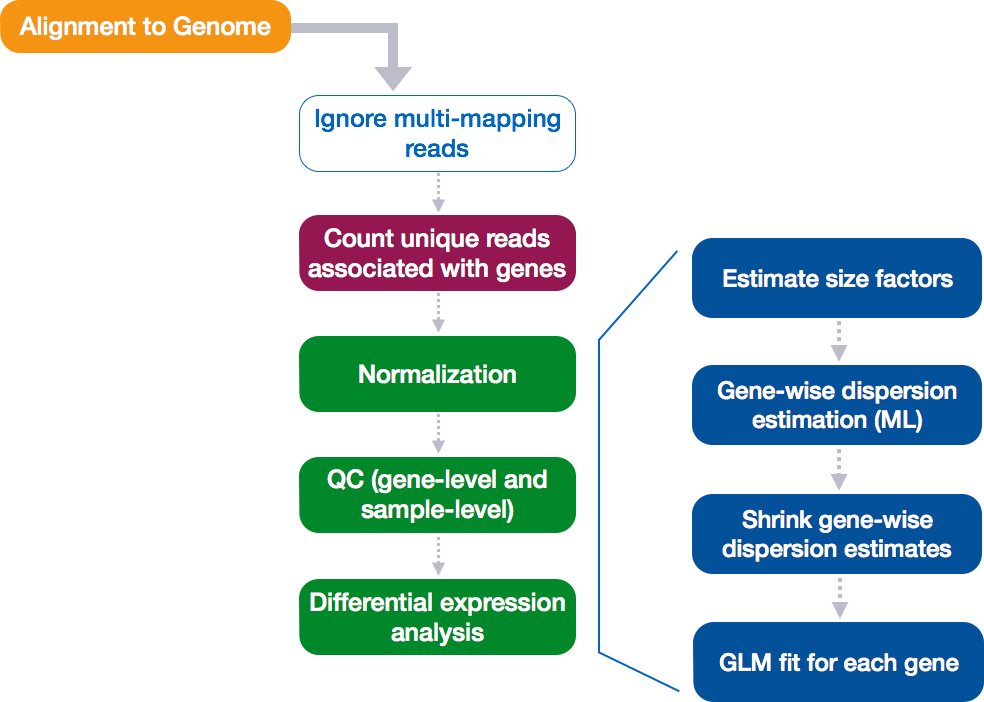 Alignment to Genome
Ignore multi-mapping
reads
Count unique reads
associated with genes
Normalization
QC (gene-level and
sample-level)
Differential expression
analysis
Estimate size factors
Gene-wise dispersion
estimation (ML)
Shrink gene-wise
dispersion estimates
GLM fit for each gene